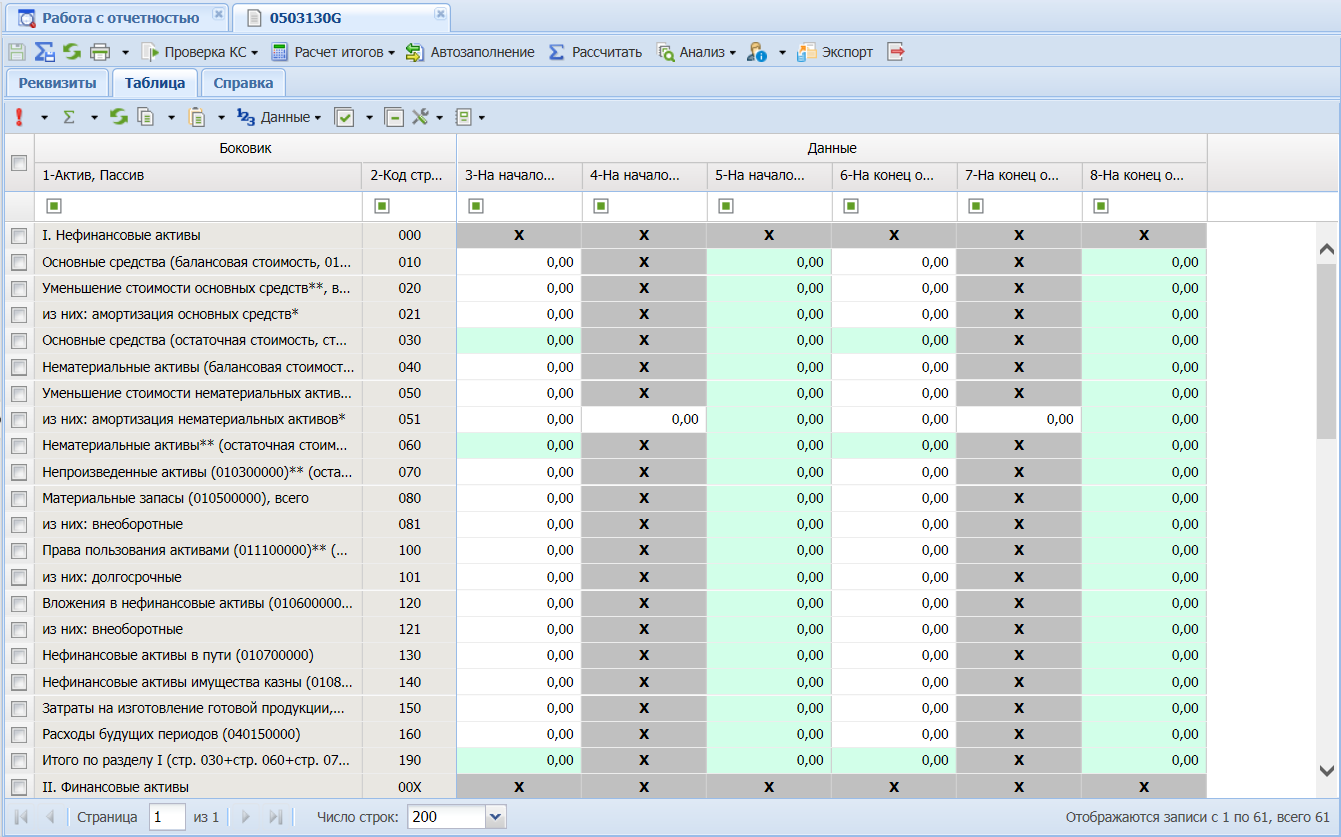 Работа с отчетностью 0503130G
Проверка КС Расчет итогов Автозаполнение Рассчитать Анализ Экспорт
Реквизиты Таблица Справка
Данные
Боковик Данные
1-Актив, Пассив 2-Код стр... 3-На начало... 4-На начало... 5-На начало... 6-На конец о... 7-На конец о... 8-На конец о...
I. Нефинансовые активы 000 X X X X X X
Основные средства (балансовая стоимость, 01... 010 0,00 X 0,00 0,00 X 0,00
Уменьшение стоимости основных средств**, в... 020 0,00 X 0,00 0,00 X 0,00
из них: амортизация основных средств* 021 0,00 X 0,00 0,00 X 0,00
Основные средства (остаточная стоимость, ст... 030 0,00 X 0,00 0,00 X 0,00
Нематериальные активы (балансовая стоимост... 040 0,00 X 0,00 0,00 X 0,00
Уменьшение стоимости нематериальных актив... 050 0,00 X 0,00 0,00 X 0,00
из них: амортизация нематериальных активов* 051 0,00 0,00 0,00 0,00 0,00 0,00
Нематериальные активы** (остаточная стоим... 060 0,00 X 0,00 0,00 X 0,00
Непроизведенные активы (010300000)** (оста... 070 0,00 X 0,00 0,00 X 0,00
Материальные запасы (010500000), всего 080 0,00 X 0,00 0,00 X 0,00
из них: внеоборотные 081 0,00 X 0,00 0,00 X 0,00
Права пользования активами (011100000)** (... 100 0,00 X 0,00 0,00 X 0,00
из них: долгосрочные 101 0,00 X 0,00 0,00 X 0,00
Вложения в нефинансовые активы (010600000... 120 0,00 X 0,00 0,00 X 0,00
из них: внеоборотные 121 0,00 X 0,00 0,00 X 0,00
Нефинансовые активы в пути (010700000) 130 0,00 X 0,00 0,00 X 0,00
Нефинансовые активы имущества казны (0108... 140 0,00 X 0,00 0,00 X 0,00
Затраты на изготовление готовой продукции,... 150 0,00 X 0,00 0,00 X 0,00
Расходы будущих периодов (040150000) 160 0,00 X 0,00 0,00 X 0,00
Итого по разделу I (стр. 030+стр. 060+стр. 07... 190 0,00 X 0,00 0,00 X 0,00
II. Финансовые активы 00X X X X X X X
Страница 1 из 1 Число строк: 200 Отображаются записи с 1 по 61, всего 61